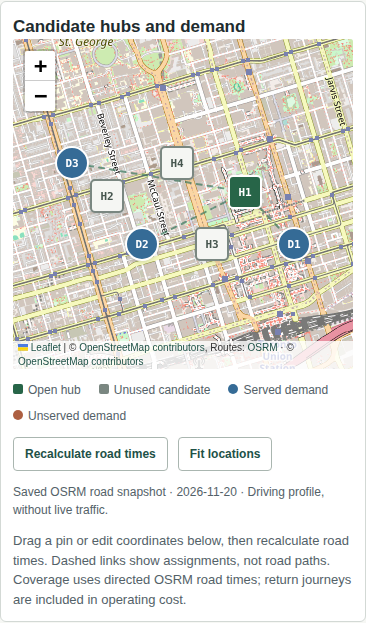 Candidate hubs and demand
St. George
+
−
Jarvis Street
Beverley Street
D3
H4
McCaul Street
H2
H1
D2
H3
D1
Union
Station
Leaflet | © OpenStreetMap contributors, Routes: OSRM · ©
OpenStreetMap contributors
Open hub
Unused candidate
Served demand
Unserved demand
Recalculate road times
Fit locations
Saved OSRM road snapshot · 2026-11-20 · Driving profile,
without live traffic.
Drag a pin or edit coordinates below, then recalculate road
times. Dashed links show assignments, not road paths.
Coverage uses directed OSRM road times; return journeys
are included in operating cost.